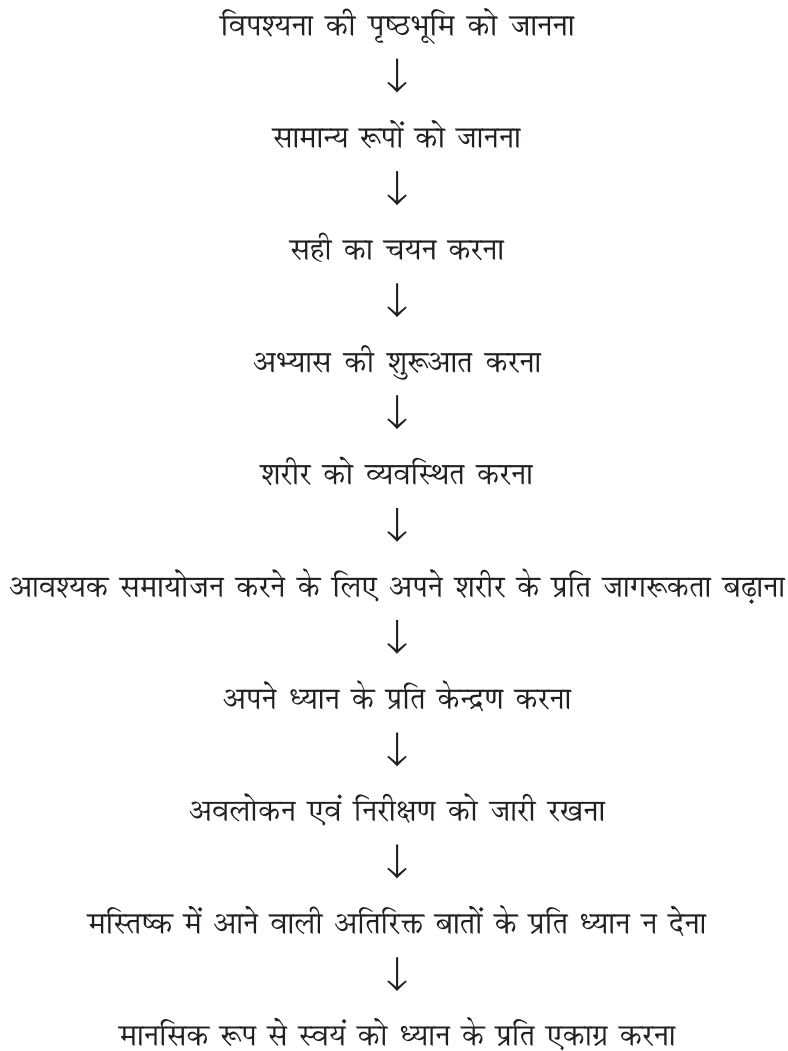 विपश्यना की पृष्ठभूमि को जानना
↓
सामान्य रूपों को जानना
↓
सही का चयन करना
↓
अभ्यास की शुरूआत करना
↓
शरीर को व्यवस्थित करना
↓
आवश्यक समायोजन करने के लिए अपने शरीर के प्रति जागरूकता बढ़ाना
↓
अपने ध्यान के प्रति केन्द्रण करना
↓
अवलोकन एवं निरीक्षण को जारी रखना
↓
मस्तिष्क में आने वाली अतिरिक्त बातों के प्रति ध्यान न देना
↓
मानसिक रूप से स्वयं को ध्यान के प्रति एकाग्र करना